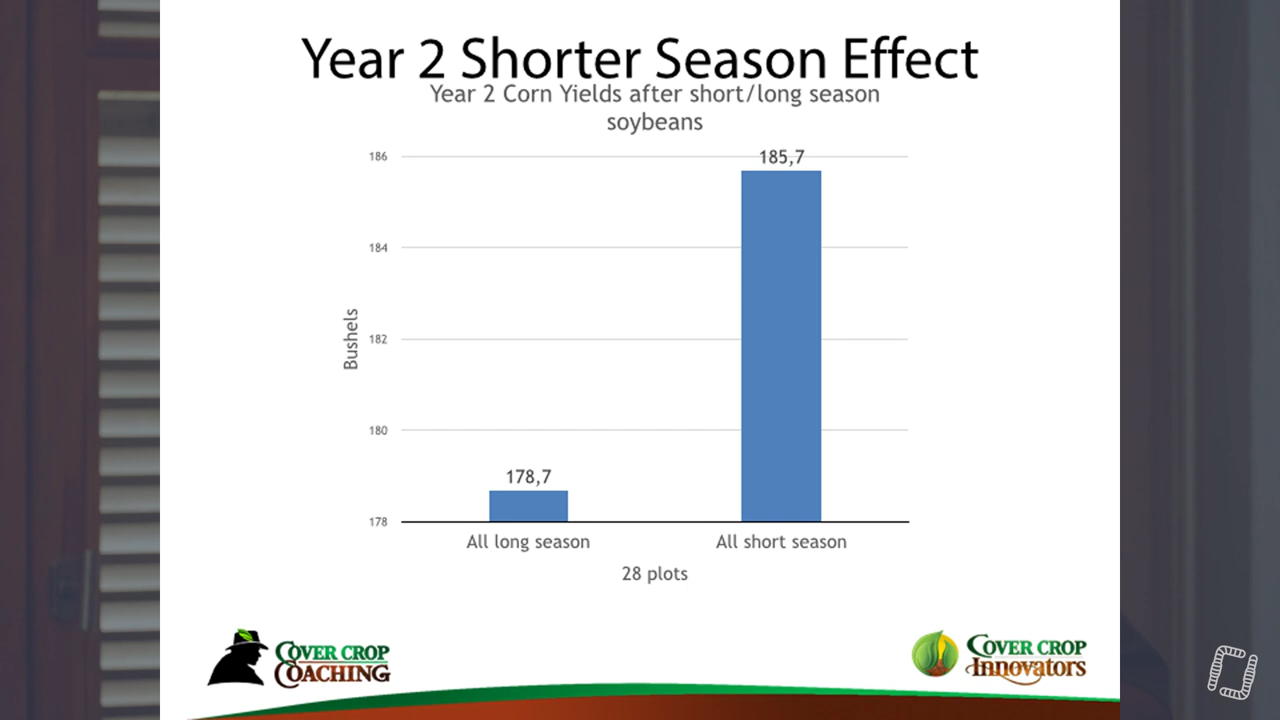 Year 2 Shorter Season Effect
Year 2 Corn Yields after short/long season
soybeans
186
185,7
184
Bushels
182
180
178,7
178
All long season
All short season
28 plots
COVER CROP
COACHING
COVER CROP
Innovators